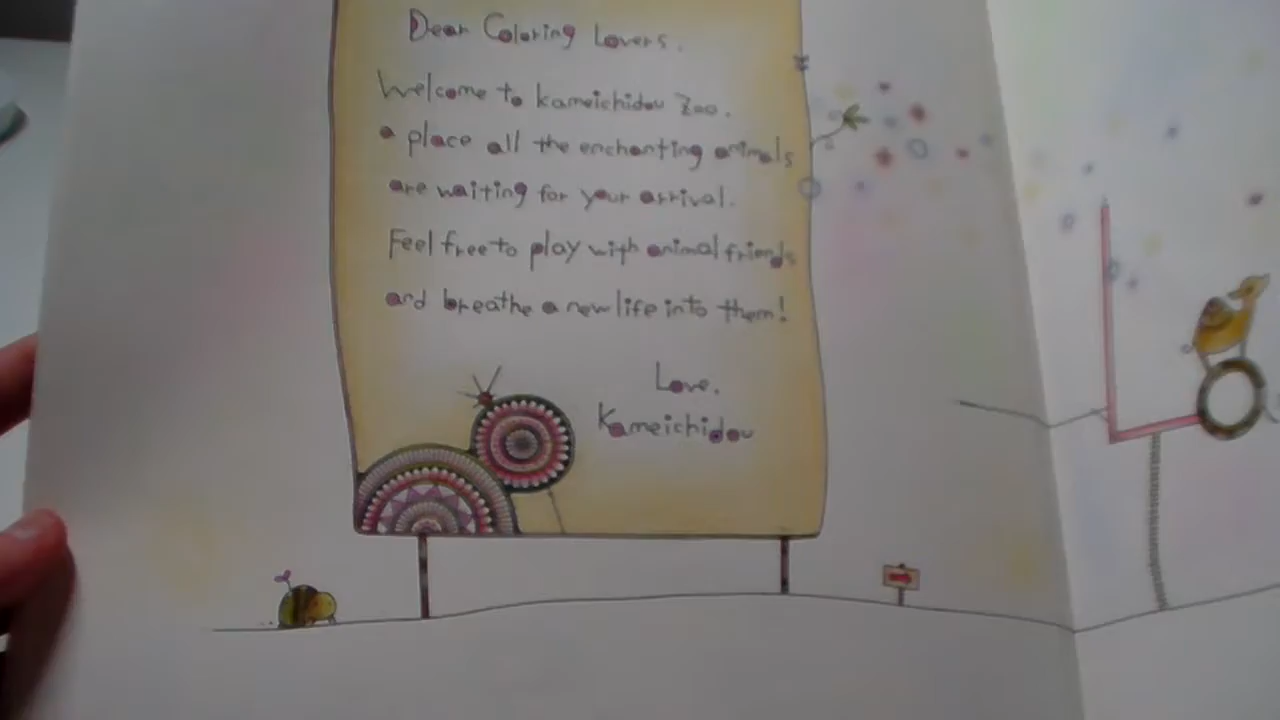 Dear Coloring Lovers,
Welcome to Kameichidou Zoo,
a place all the enchanting animals
are waiting for your arrival.
Feel free to play with animal friends
and breathe a new life into them!
Love,
Kameichidou